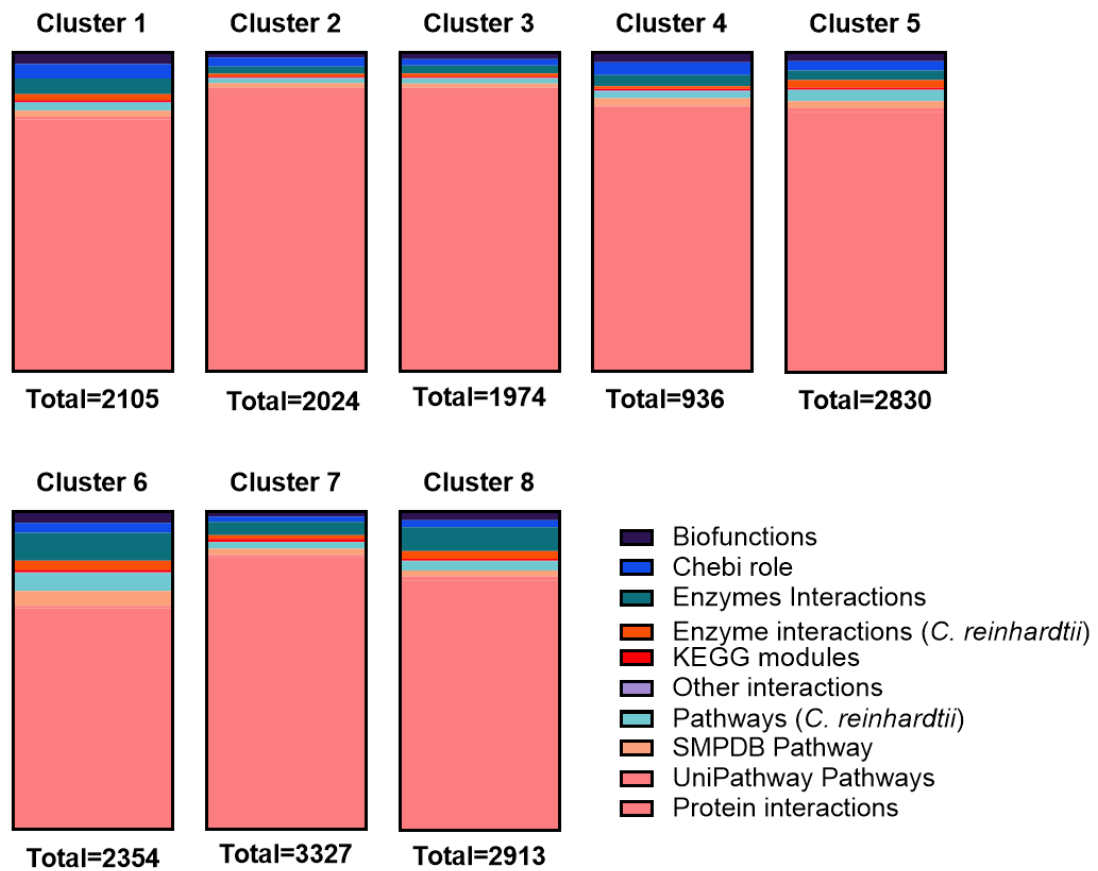 Cluster 1
Cluster 2
Cluster 3
Cluster 4
Cluster 5
Total=2105
Total=2024
Total=1974
Total=936
Total=2830
Cluster 6
Cluster 7
Cluster 8
Total=2354
Total=3327
Total=2913
Biofunctions
Chebi role
Enzymes Interactions
Enzyme interactions (C. reinhardtii)
KEGG modules
Other interactions
Pathways (C. reinhardtii)
SMPDB Pathway
UniPathway Pathways
Protein interactions